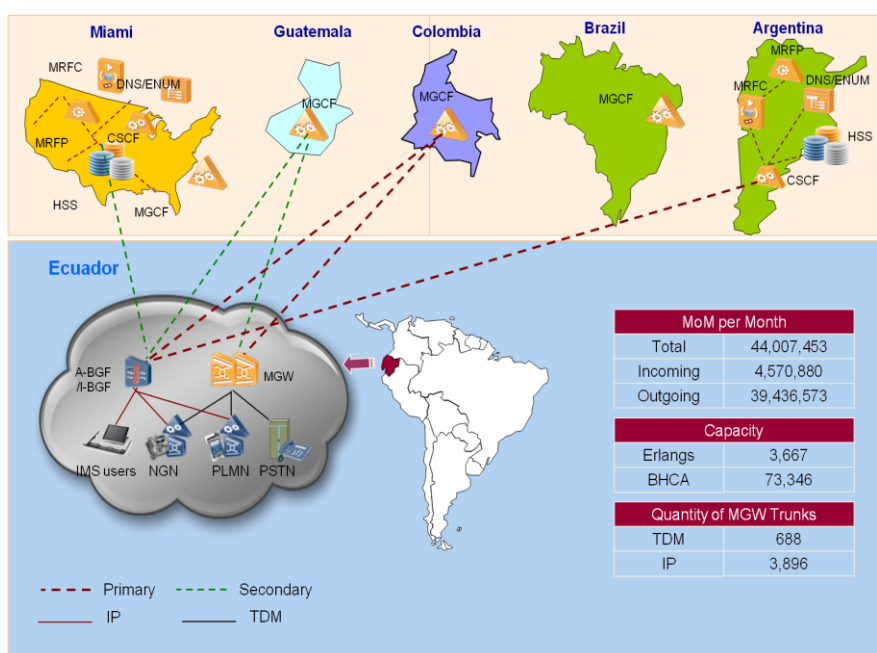 Miami
Guatemala
Colombia
Brazil
Argentina
MRFC
DNS/ENUM
MRFP
CSCF
HSS
MGCF
MGCF
MGCF
MGCF
MRFP
MRFC
DNS/ENUM
HSS
CSCF
Ecuador
A-BGF
/I-BGF
MGW
IMS users
NGN
PLMN
PSTN
MoM per Month
Total 44,007,453
Incoming 4,570,880
Outgoing 39,436,573
Capacity
Erlangs 3,667
BHCA 73,346
Quantity of MGW Trunks
TDM 688
IP 3,896
Primary
Secondary
IP
TDM